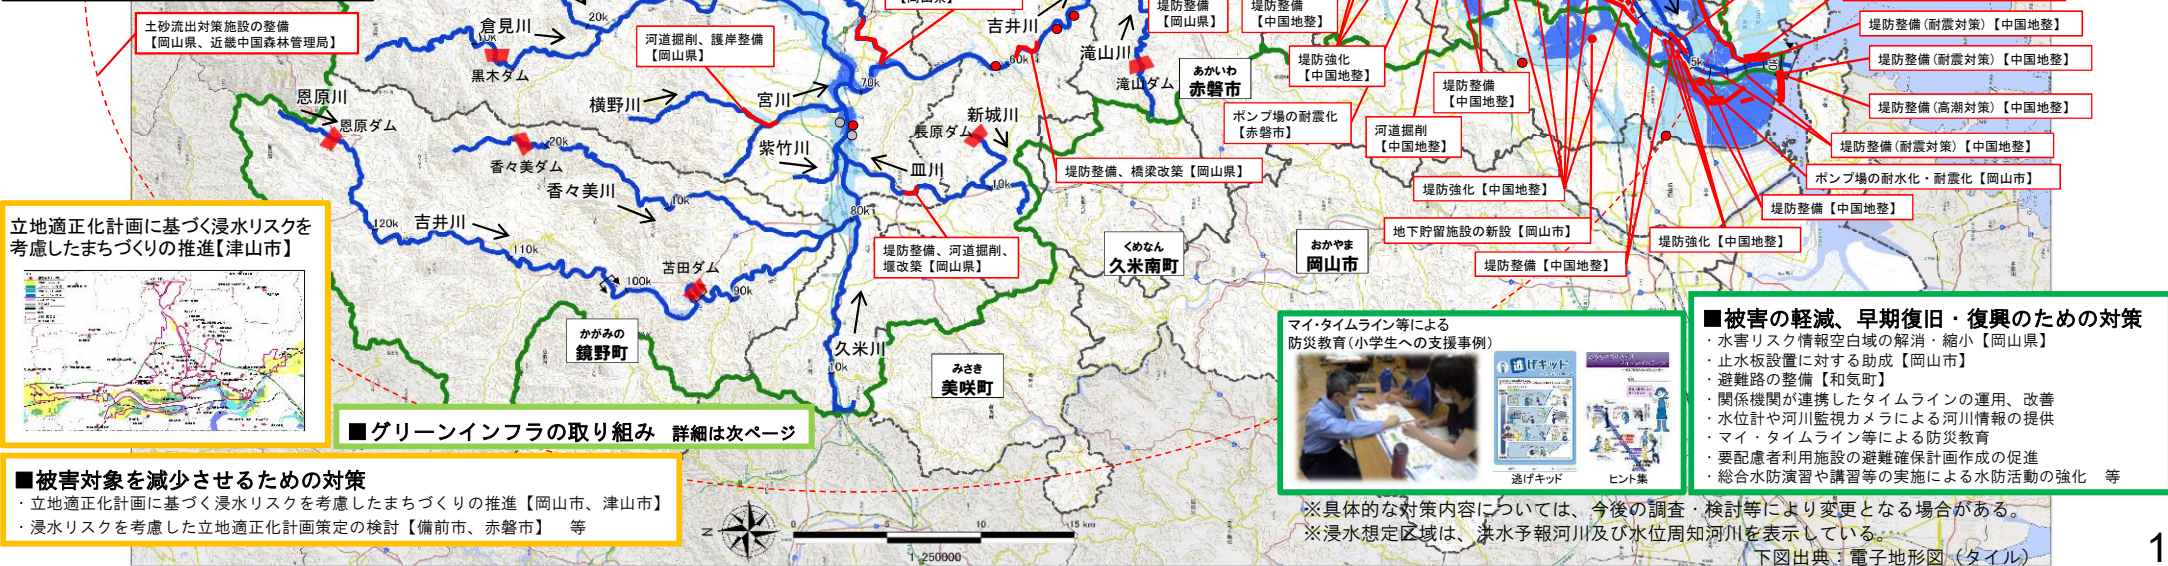 土砂流出対策施設の整備
【岡山県、近畿中国森林管理局】
倉見川
20k
10k
黒木ダム
河道掘削、護岸整備
【岡山県】
吉井川
60k
70k
滝山川
滝山ダム
堤防整備
【岡山県】
堤防整備
【中国地整】
堤防強化
【中国地整】
あかいわ
赤磐市
ポンプ場の耐震化
【赤磐市】
河道掘削
【中国地整】
堤防整備
【中国地整】
5k
堤防整備(耐震対策)【中国地整】
堤防整備(耐震対策)【中国地整】
堤防整備(高潮対策)【中国地整】
堤防整備(耐震対策)【中国地整】
ポンプ場の耐水化・耐震化【岡山市】
堤防整備【中国地整】
堤防強化【中国地整】
堤防強化【中国地整】
地下貯留施設の新設【岡山市】
堤防整備【中国地整】
恩原川
恩原ダム
横野川
宮川
新城川
長原ダム
20k
香々美ダム
香々美川
10k
紫竹川
皿川
10k
堤防整備、橋梁改築【岡山県】
80k
堤防整備、河道掘削、
堰改築【岡山県】
120k
吉井川
110k
100k
苫田ダム
90k
久米川
10k
くめなん
久米南町
おかやま
岡山市
かがみの
鏡野町
みさき
美咲町
立地適正化計画に基づく浸水リスクを
考慮したまちづくりの推進【津山市】
■グリーンインフラの取り組み 詳細は次ページ
■被害対象を減少させるための対策
・立地適正化計画に基づく浸水リスクを考慮したまちづくりの推進【岡山市、津山市】
・浸水リスクを考慮した立地適正化計画策定の検討【備前市、赤磐市】 等
N
0 5 10 15 km
1:250000
マイ・タイムライン等による
防災教育(小学生への支援事例)
逃げキッド
逃げキッド
ヒント集
■被害の軽減、早期復旧・復興のための対策
・水害リスク情報空白域の解消・縮小【岡山県】
・止水板設置に対する助成【岡山市】
・避難路の整備【和気町】
・関係機関が連携したタイムラインの運用、改善
・水位計や河川監視カメラによる河川情報の提供
・マイ・タイムライン等による防災教育
・要配慮者利用施設の避難確保計画作成の促進
・総合水防演習や講習等の実施による水防活動の強化 等
※具体的な対策内容については、今後の調査・検討等により変更となる場合がある。
※浸水想定区域は、洪水予報河川及び水位周知河川を表示している。
下図出典：電子地形図（タイル）
1